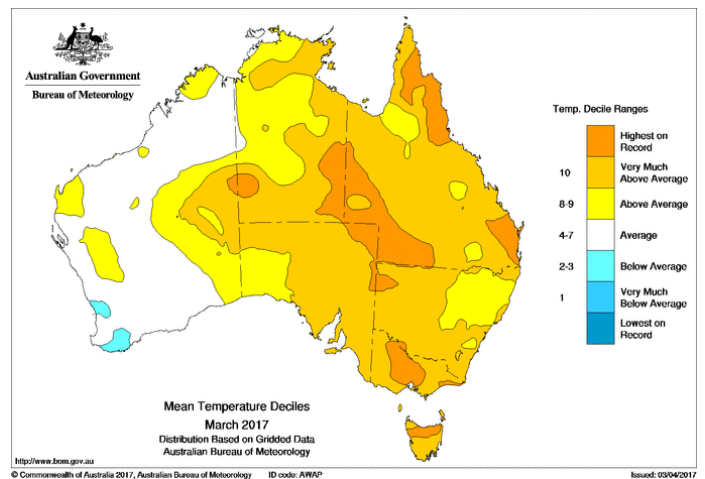 Australian Government
Bureau of Meteorology
Temp. Decile Ranges
Highest on
Record
10
Very Much
Above Average
8-9
Above Average
4-7
Average
2-3
Below Average
1
Very Much
Below Average
Lowest on
Record
Mean Temperature Deciles
March 2017
Distribution Based on Gridded Data
Australian Bureau of Meteorology
http://www.bom.gov.au
© Commonwealth of Australia 2017, Australian Bureau of Meteorology
ID code: AWAP
Issued: 03/04/2017